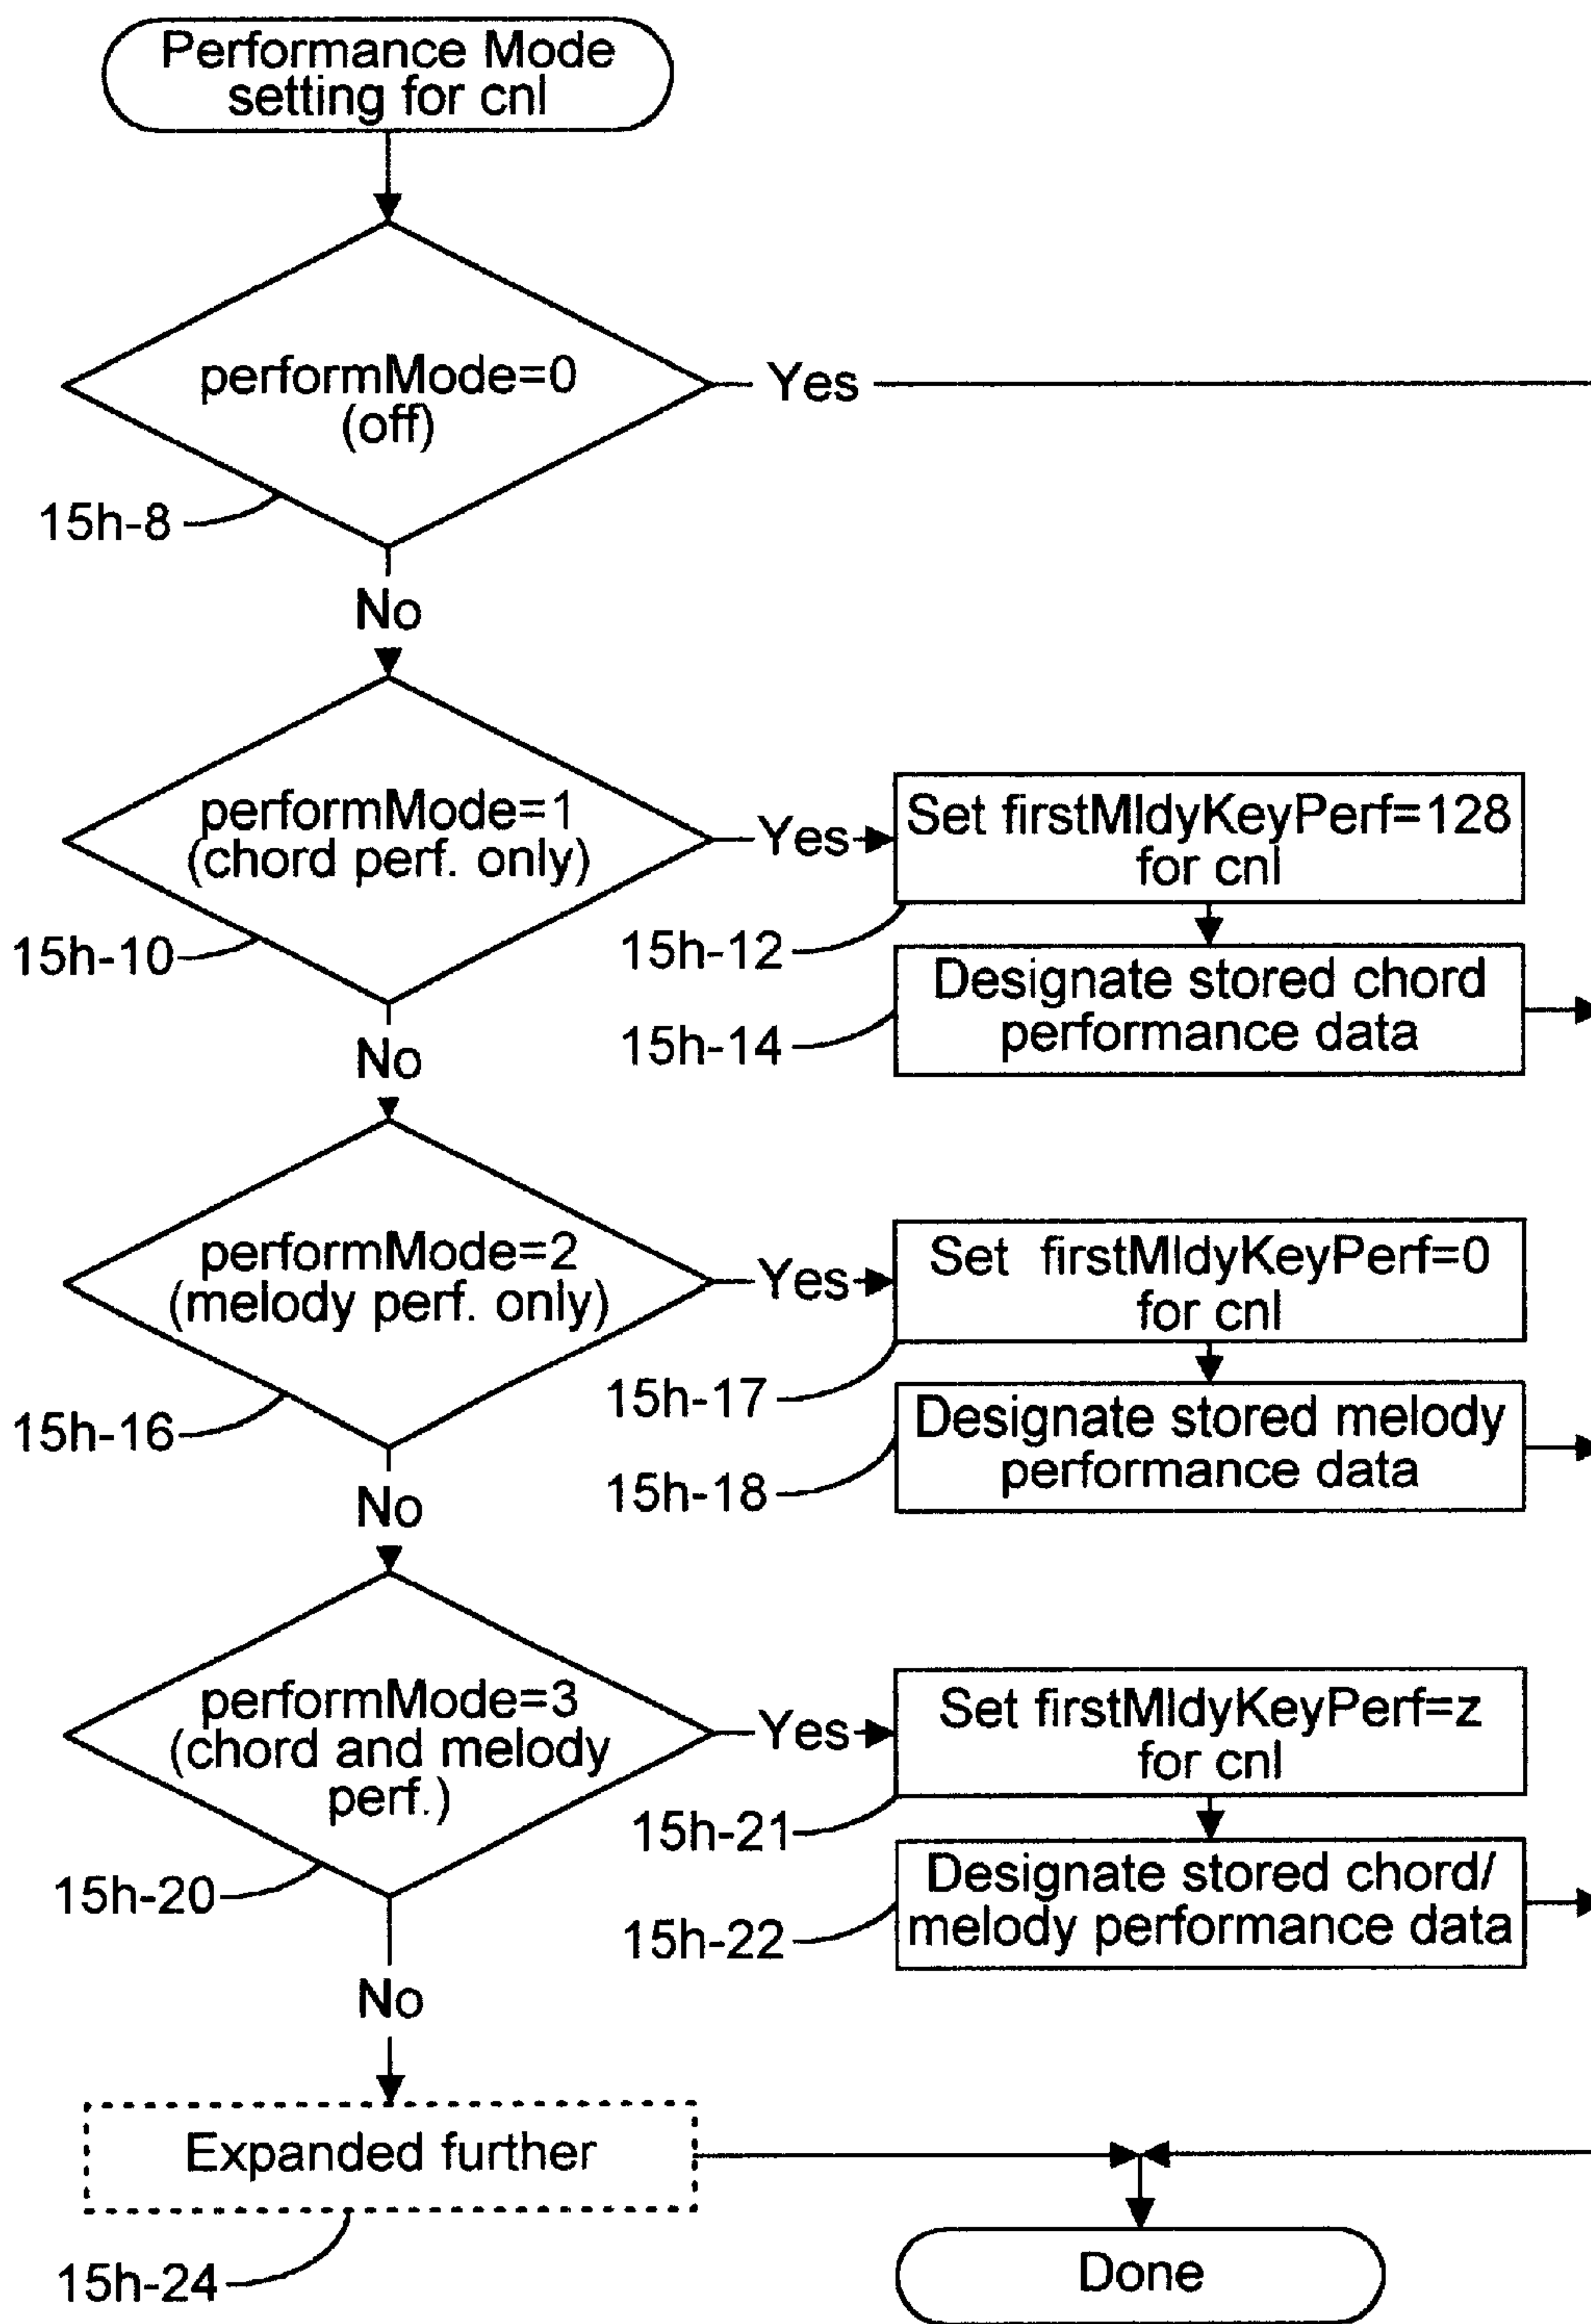 Performance Mode
setting for cnl
performMode=0
(off)
Yes
15h-8
No
performMode=1
(chord perf. only)
Yes
Set firstMldyKeyPerf=128
for cnl
15h-10
15h-12
Designate stored chord
performance data
15h-14
No
performMode=2
(melody perf. only)
Yes
Set firstMldyKeyPerf=0
for cnl
15h-16
15h-17
Designate stored melody
performance data
15h-18
No
performMode=3
(chord and melody
perf.)
Yes
Set firstMldyKeyPerf=z
for cnl
15h-20
15h-21
Designate stored chord/
melody performance data
15h-22
No
Expanded further
15h-24
Done